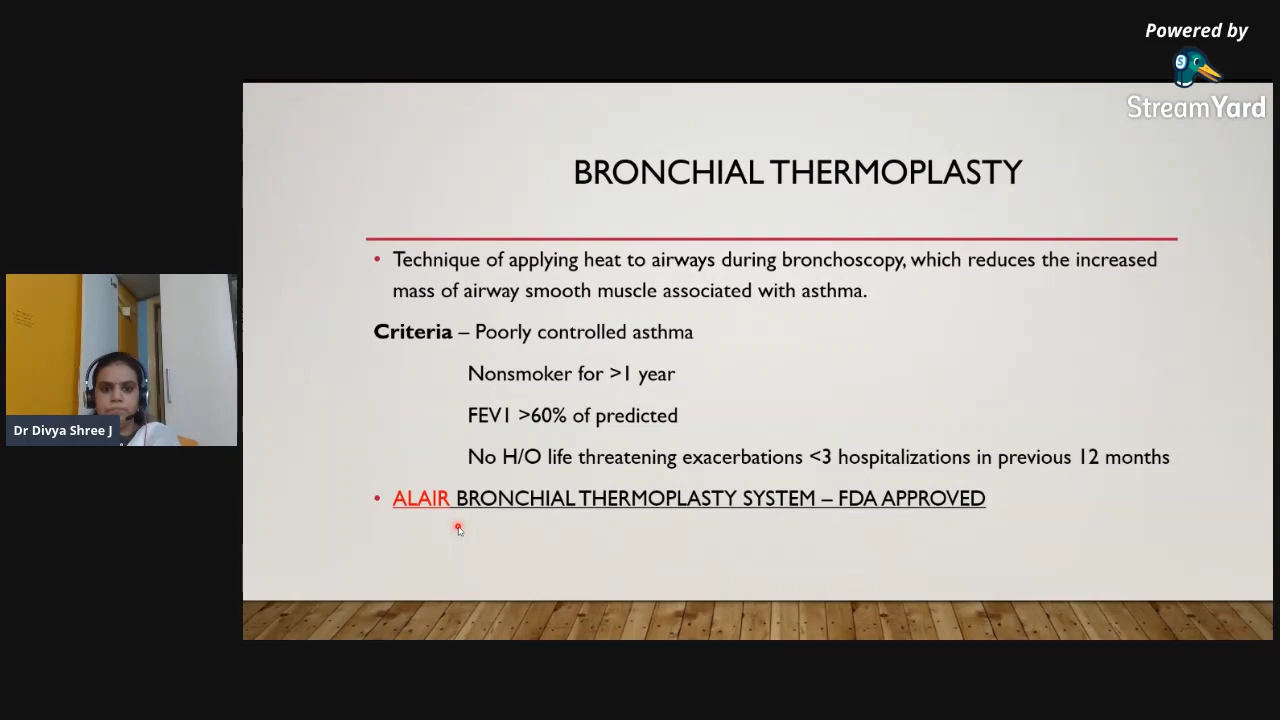 Powered by
StreamYard
BRONCHIAL THERMOPLASTY
• Technique of applying heat to airways during bronchoscopy, which reduces the increased
mass of airway smooth muscle associated with asthma.
Criteria – Poorly controlled asthma
Nonsmoker for >1 year
FEV1 >60% of predicted
No H/O life threatening exacerbations <3 hospitalizations in previous 12 months
• ALAIR BRONCHIAL THERMOPLASTY SYSTEM – FDA APPROVED
Dr Divya Shree J